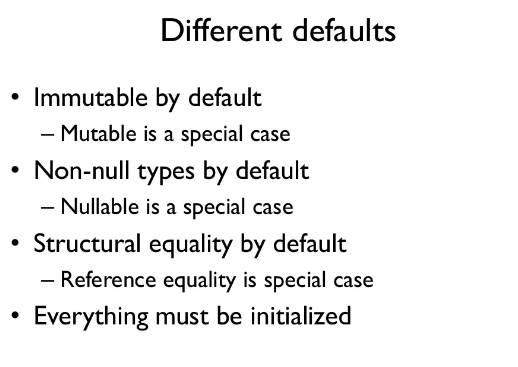 Different defaults
• Immutable by default
– Mutable is a special case
• Non-null types by default
– Nullable is a special case
• Structural equality by default
– Reference equality is special case
• Everything must be initialized